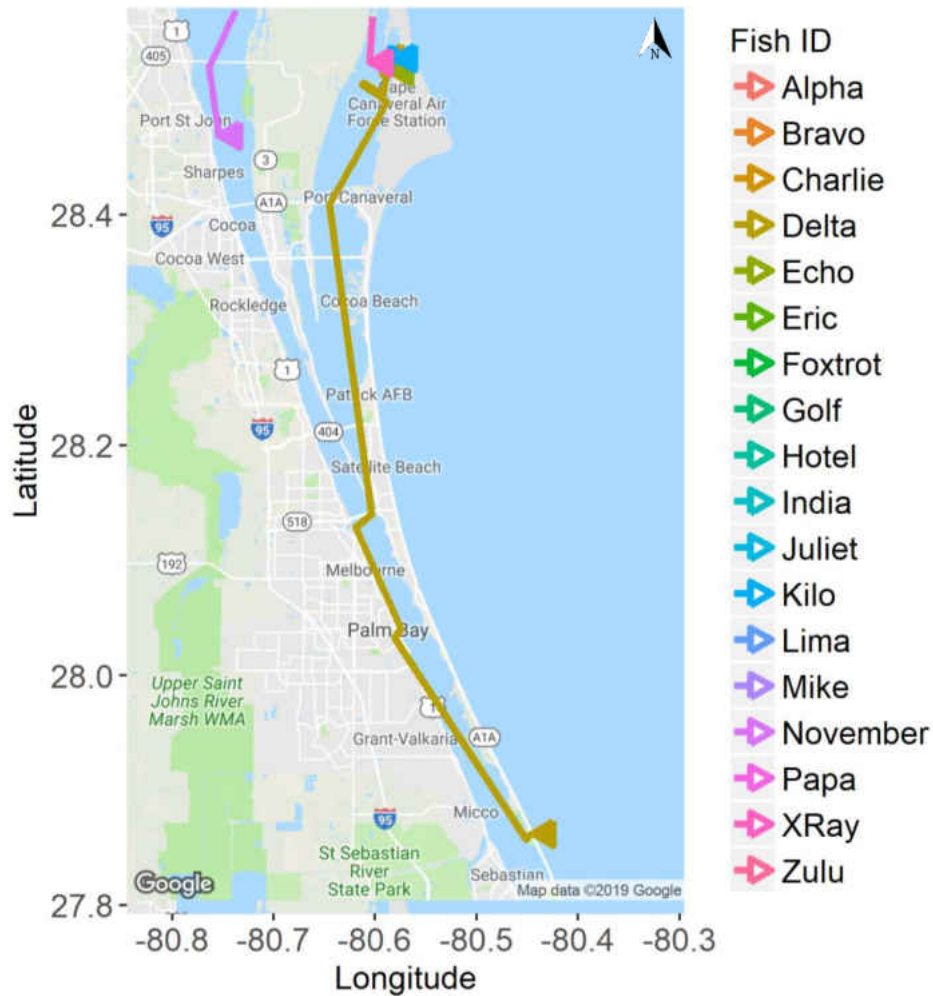 1
405
Port St John
Sharpes
3
A1A
95
Cocoa
Cocoa West
Rockledge
1
95
404
518
192
Cape
Canaveral Air
Force Station
Port Canaveral
Cocoa Beach
Patrick AFB
Satellite Beach
Melbourne
Palm Bay
Upper Saint
Johns River
Marsh WMA
1
Grant-Valkaria
A1A
95
Micco
St Sebastian
River
State Park
Sebastian
Google
Map data ©2019 Google
N
28.4
28.2
28.0
27.8
-80.8 -80.7 -80.6 -80.5 -80.4 -80.3
Latitude
Longitude
Fish ID
Alpha
Bravo
Charlie
Delta
Echo
Eric
Foxtrot
Golf
Hotel
India
Juliet
Kilo
Lima
Mike
November
Papa
XRay
Zulu